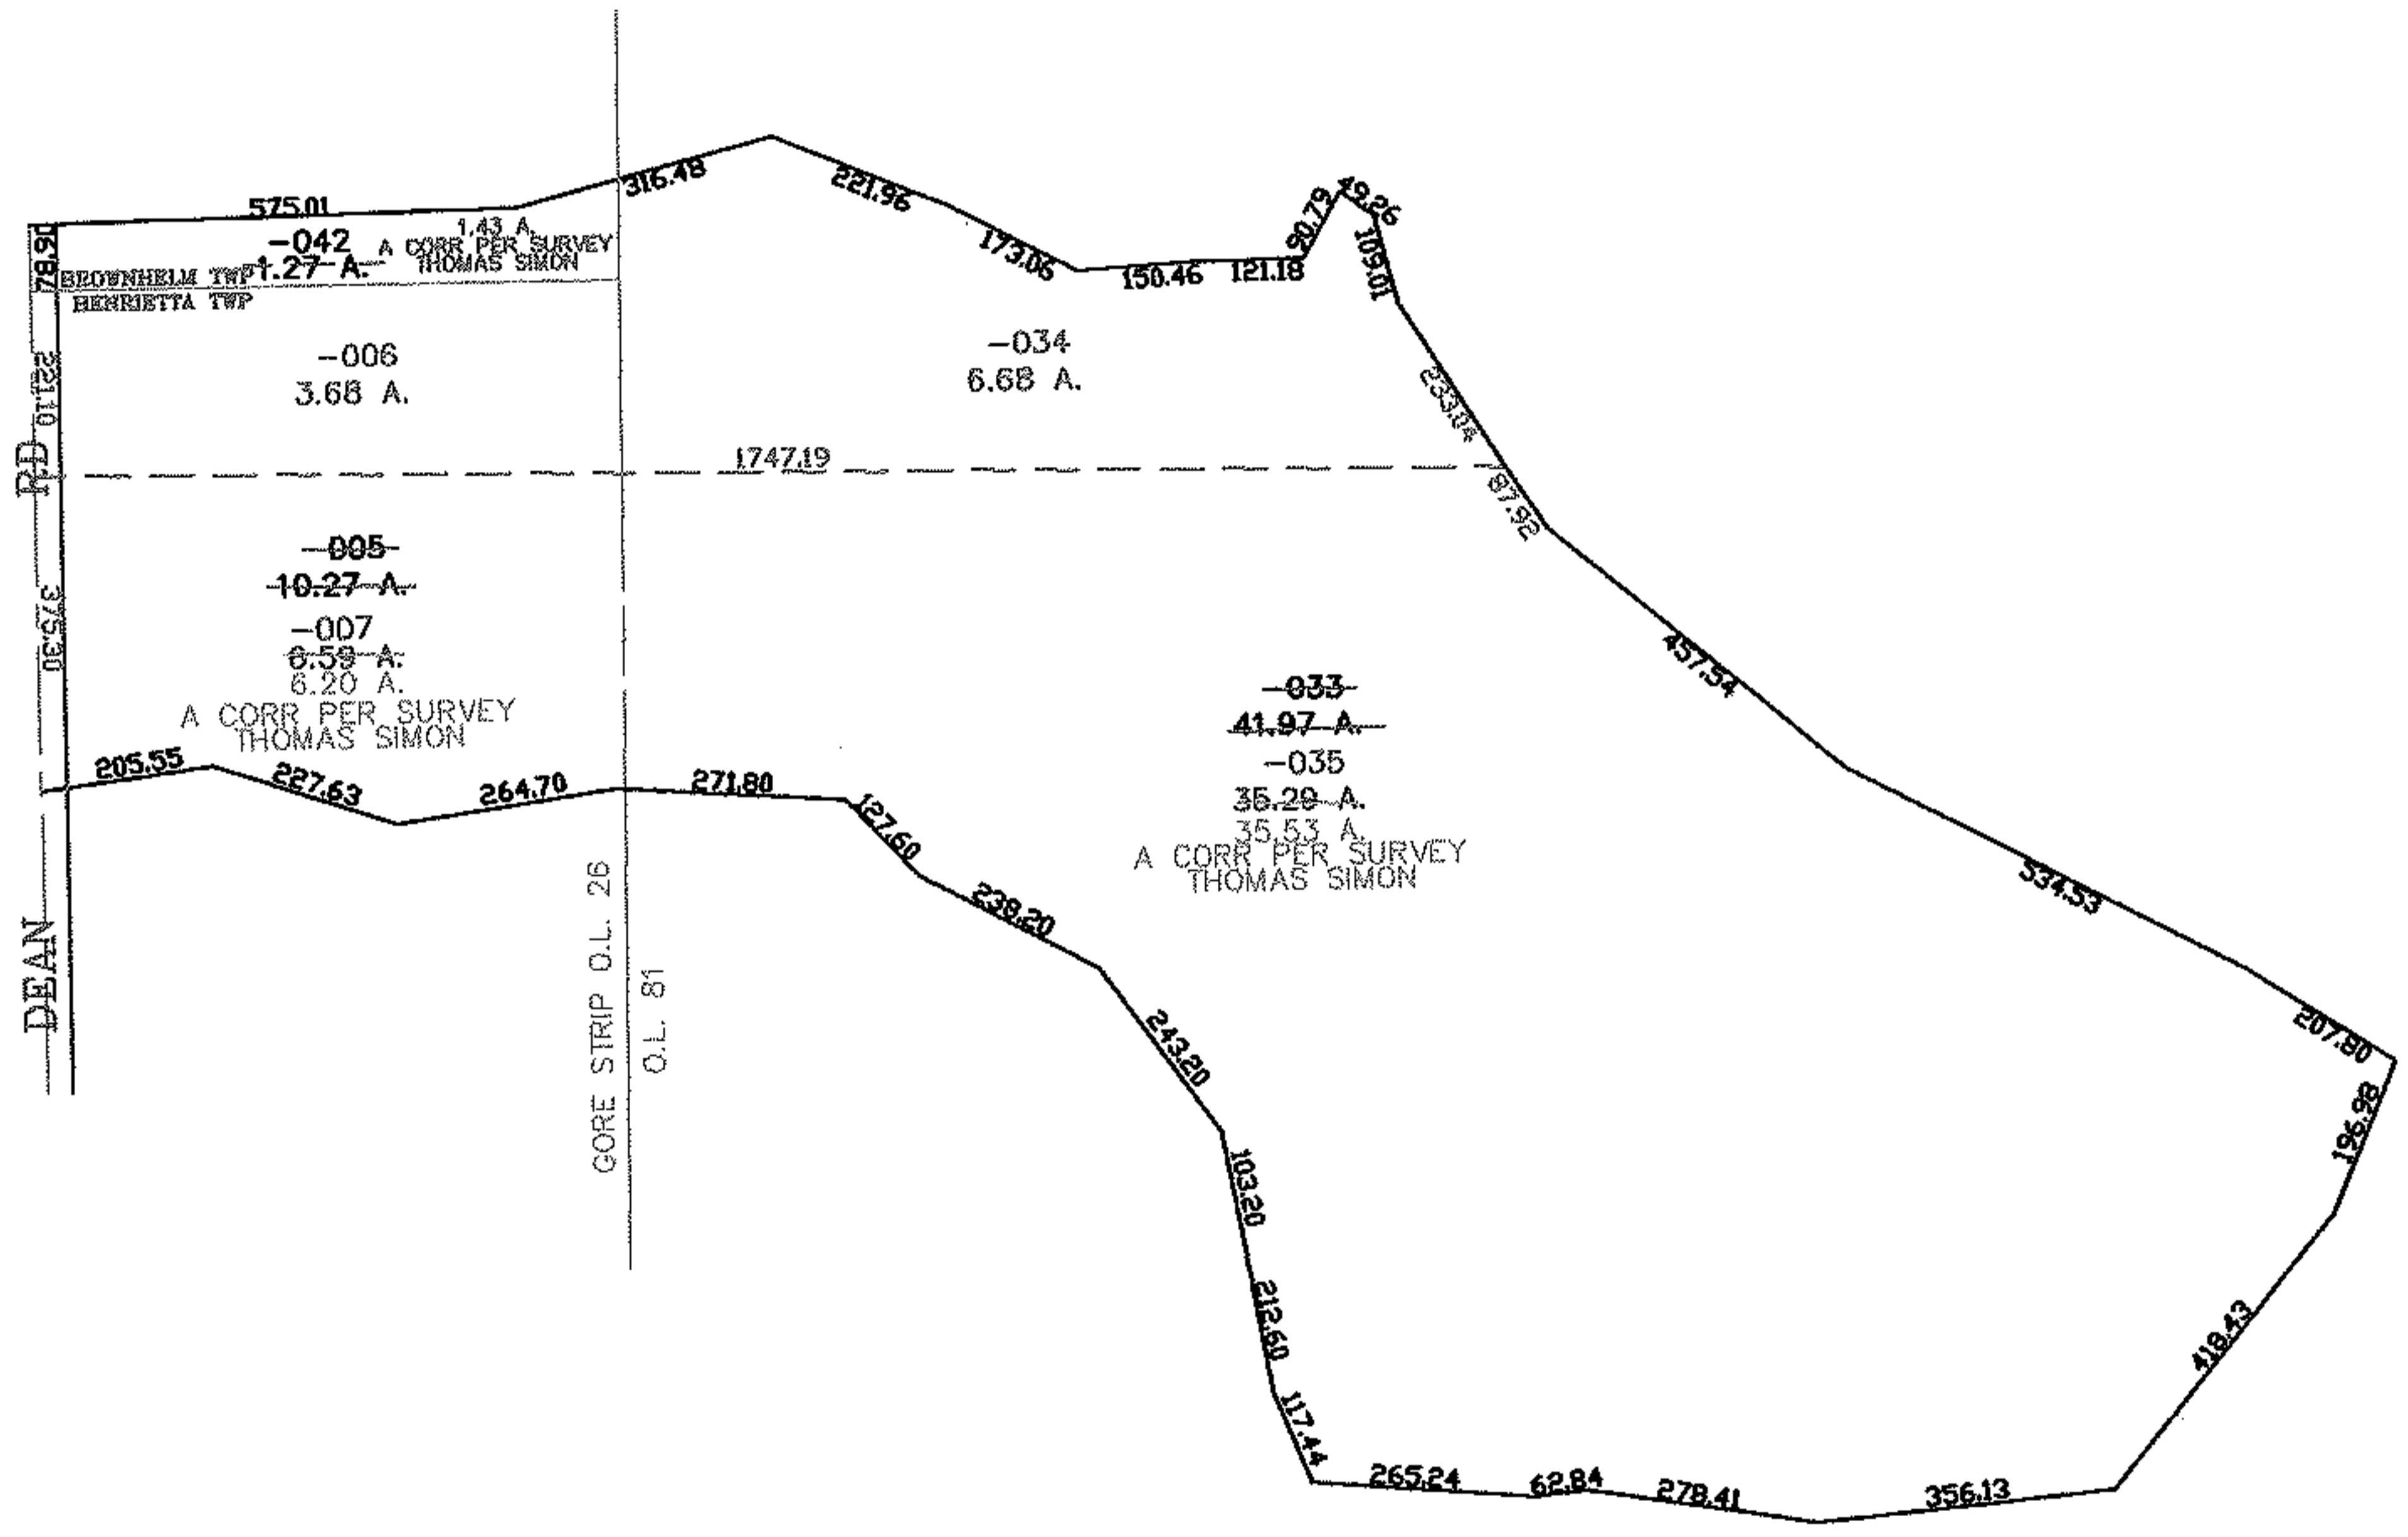 575.01
316.48
221.96
173.06
150.46
121.18
90.79
49.26
109.01
233.04
87.92
457.54
534.53
207.80
196.98
418.43
356.13
278.41
62.84
265.24
117.44
212.60
103.20
243.20
238.20
127.60
271.80
264.70
227.63
205.55
375.30
221.10
-042
1.27 A.
1.43 A.
A CORR PER SURVEY
THOMAS SIMON
BROWNHELM TWP
HENRIETTA TWP
-006
3.68 A.
-034
6.68 A.
1747.19
RD
DEAN
-005
10.27 A.
-007
6.59 A.
6.20 A.
A CORR PER SURVEY
THOMAS SIMON
-033
41.97 A.
-035
35.29 A.
35.53 A.
A CORR PER SURVEY
THOMAS SIMON
GORE STRIP O.L. 26
O.L. 81